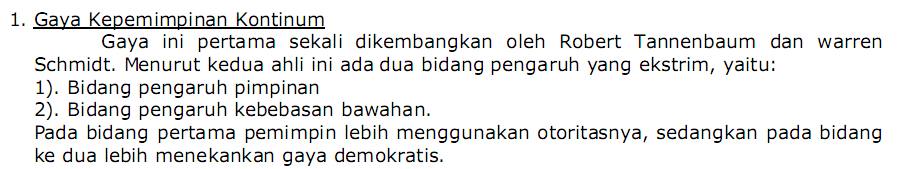 1. Gaya Kepemimpinan Kontinum
Gaya ini pertama sekali dikembangkan oleh Robert Tannenbaum dan warren
Schmidt. Menurut kedua ahli ini ada dua bidang pengaruh yang ekstrim, yaitu:
1). Bidang pengaruh pimpinan
2). Bidang pengaruh kebebasan bawahan.
Pada bidang pertama pemimpin lebih menggunakan otoritasnya, sedangkan pada bidang
ke dua lebih menekankan gaya demokratis.